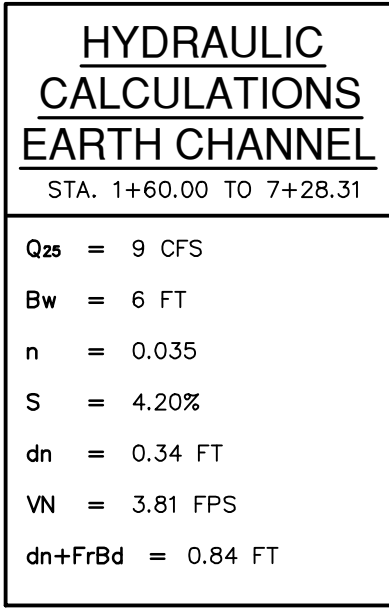 HYDRAULIC
CALCULATIONS
EARTH CHANNEL
STA. 1+60.00 TO 7+28.31
Q25 = 9 CFS
Bw = 6 FT
n = 0.035
S = 4.20%
dn = 0.34 FT
VN = 3.81 FPS
dn+FrBd = 0.84 FT